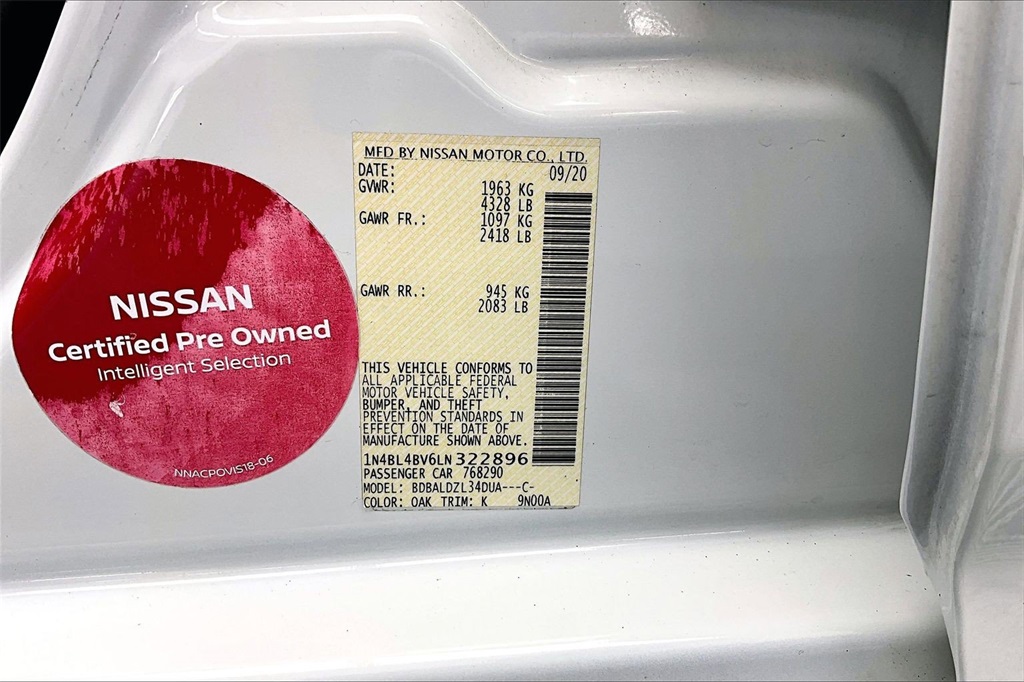 NISSAN
Certified Pre Owned
Intelligent Selection
NNACPOVIS18-06
MFD BY NISSAN MOTOR CO., LTD.
DATE: 09/20
GVWR: 1963 KG
4328 LB
GAWR FR.: 1097 KG
2418 LB
GAWR RR.: 945 KG
2083 LB
THIS VEHICLE CONFORMS TO
ALL APPLICABLE FEDERAL
MOTOR VEHICLE SAFETY,
BUMPER, AND THEFT
PREVENTION STANDARDS IN
EFFECT ON THE DATE OF
MANUFACTURE SHOWN ABOVE.
1N4BL4BV6LN322896
PASSENGER CAR 768290
MODEL: BDBALDZL34DUA---C-
COLOR: OAK TRIM: K 9N00A